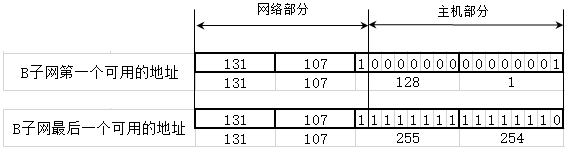 网络部分 主机部分
B子网第一个可用的地址 131 107 1 0 0 0 0 0 0 0 0 0 0 0 0 0 0 1
131 107 128 1
B子网最后一个可用的地址 131 107 1 1 1 1 1 1 1 1 1 1 1 1 1 1 1 0
131 107 255 254